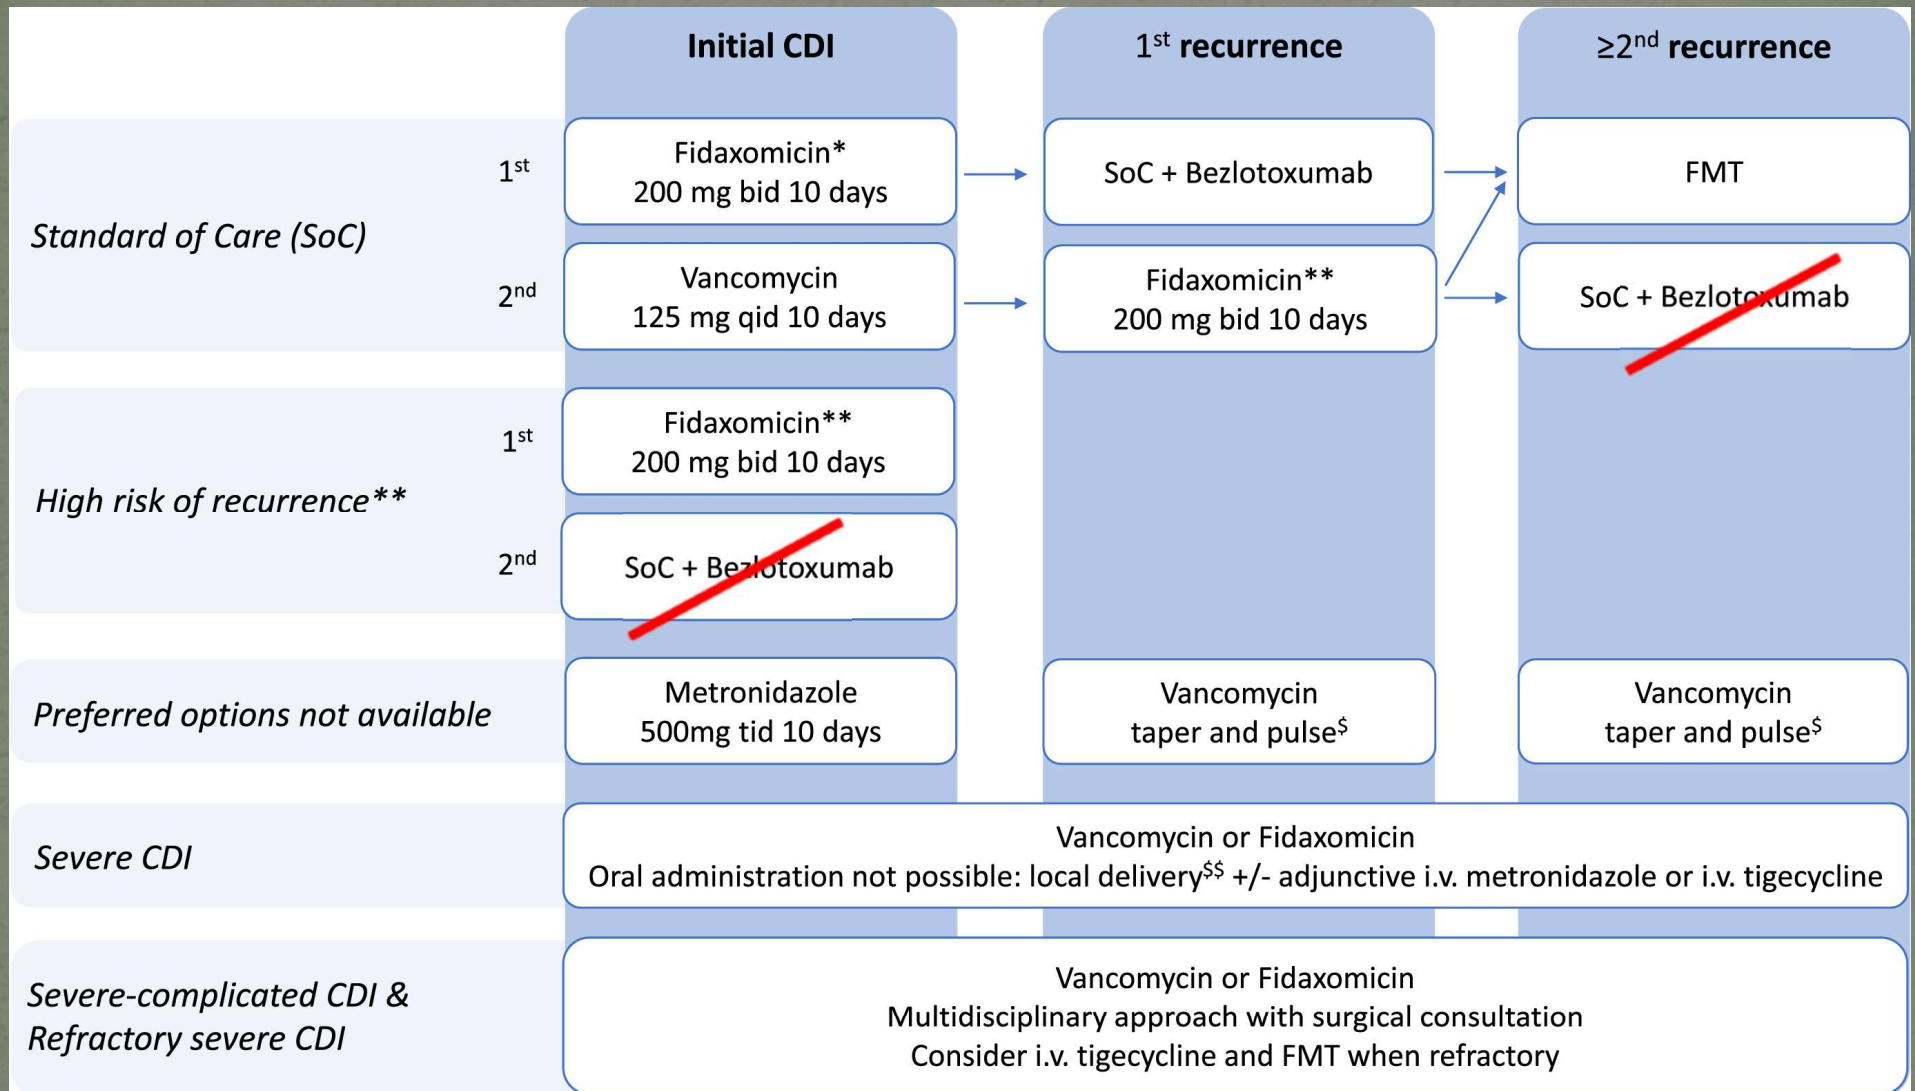 Initial CDI
1st recurrence
≥2nd recurrence
Standard of Care (SoC)
1st
Fidaxomicin*
200 mg bid 10 days
SoC + Bezlotoxumab
FMT
2nd
Vancomycin
125 mg qid 10 days
Fidaxomicin**
200 mg bid 10 days
SoC + Bezlotoxumab
High risk of recurrence**
1st
Fidaxomicin**
200 mg bid 10 days
2nd
SoC + Bezlotoxumab
Preferred options not available
Metronidazole
500mg tid 10 days
Vancomycin
taper and pulse$
Vancomycin
taper and pulse$
Severe CDI
Vancomycin or Fidaxomicin
Oral administration not possible: local delivery$$ +/- adjunctive i.v. metronidazole or i.v. tigecycline
Severe-complicated CDI &
Refractory severe CDI
Vancomycin or Fidaxomicin
Multidisciplinary approach with surgical consultation
Consider i.v. tigecycline and FMT when refractory